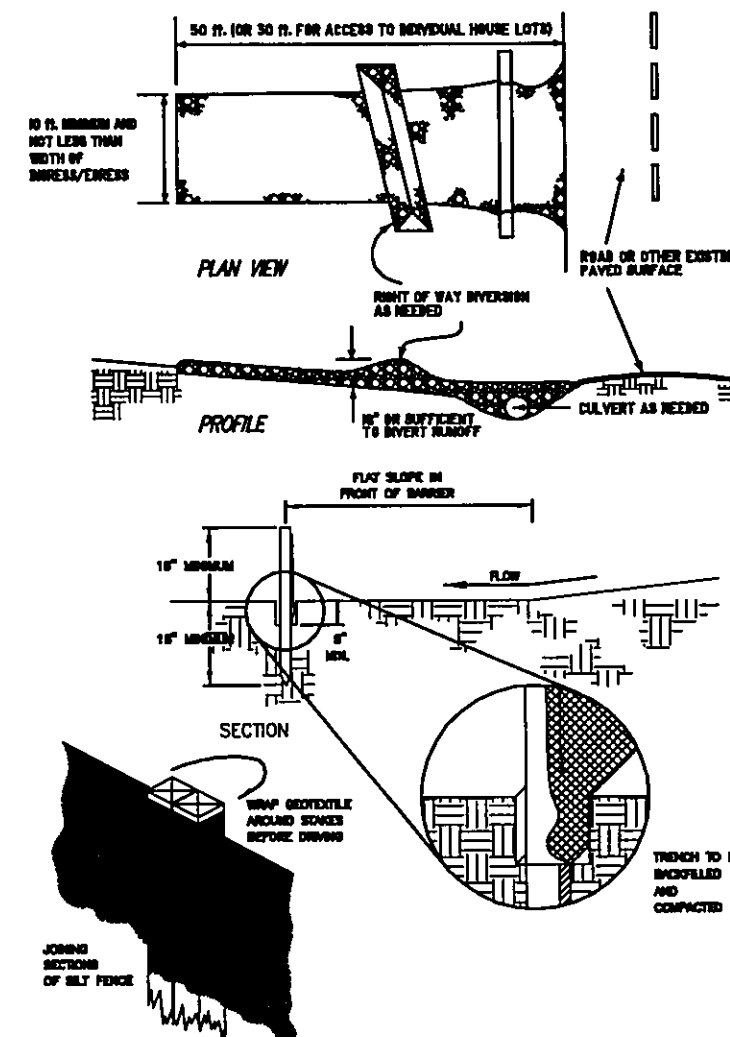 50 ft. (OR 30 ft. FOR ACCESS TO INDIVIDUAL HOUSE LOTS)
10 ft. MINIMUM AND
NOT LESS THAN
WIDTH OF
INGRESS/EGRESS
PLAN VIEW
ROAD OR OTHER EXISTIN
PAVED SURFACE
RIGHT OF WAY DIVERSION
AS NEEDED
PROFILE
OR SUFFICIENT
TO DIVERT RUNOFF
CULVERT AS NEEDED
FLAT SLOPE IN
FRONT OF BARRIER
MINIMUM
FLOW
MINIMUM
MIN.
SECTION
WRAP GEOTEXTILE
AROUND STAKES
BEFORE DRIVING
TRENCH TO
BACKFILLED
AND
COMPACTED
JOINING
SECTIONS
OF SILT FENCE